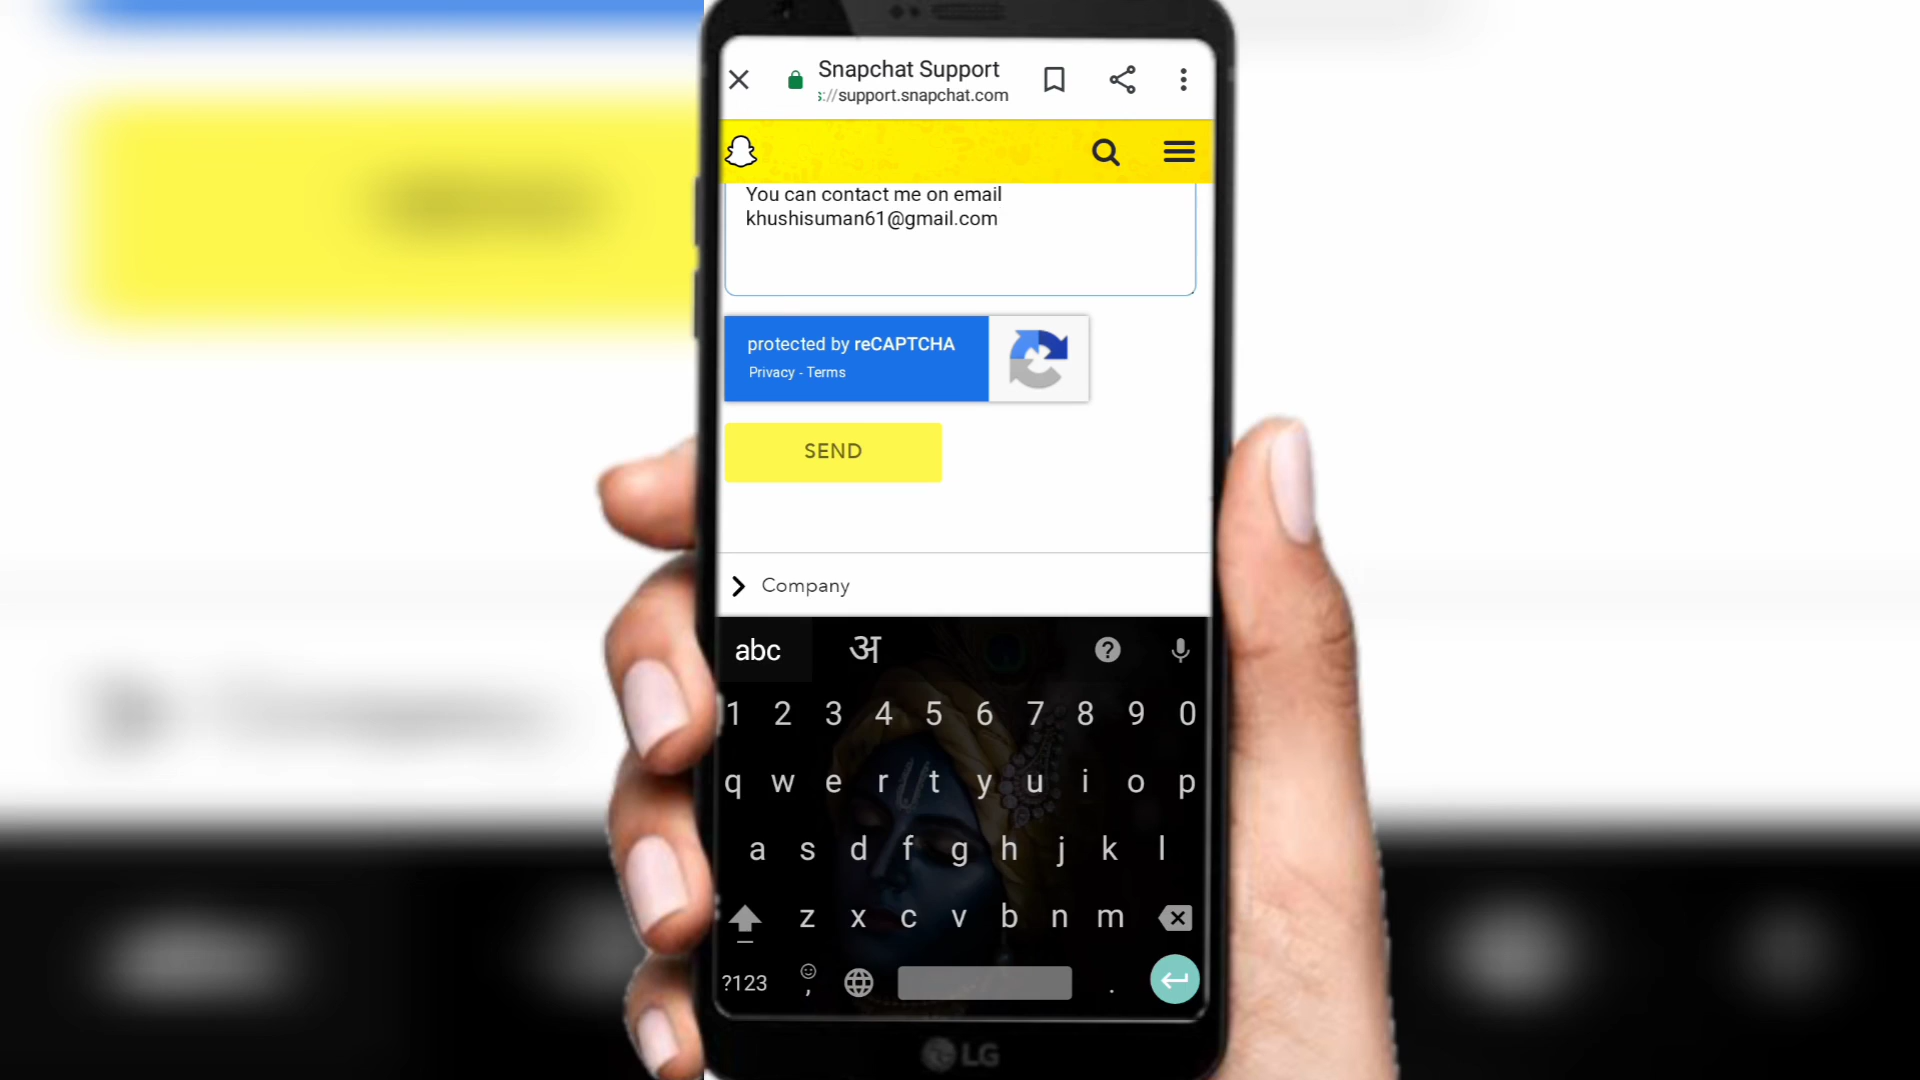 Snapchat Support
s://support.snapchat.com
You can contact me on email
khushisuman61@gmail.com
protected by reCAPTCHA
Privacy - Terms
SEND
Company
abc अ
1 2 3 4 5 6 7 8 9 0
q w e r t y u i o p
a s d f g h j k l
z x c v b n m
?123 , .
LG